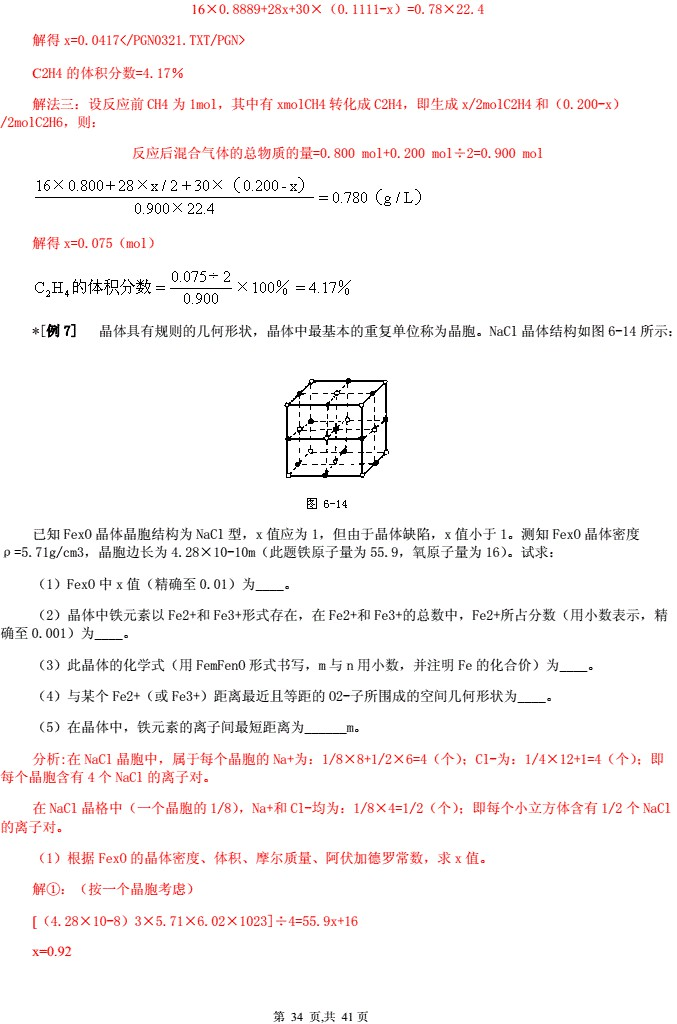 16×0.8889+28x+30×（0.1111-x）=0.78×22.4
解得 x=0.0417</PGN0321.TXT/PGN>
C2H4 的体积分数=4.17%
解法三：设反应前 CH4 为 1mol，其中有 xmolCH4 转化成 C2H4，即生成 x/2molC2H4 和（0.200-x）
/2molC2H6，则：
反应后混合气体的总物质的量=0.800 mol+0.200 mol÷2=0.900 mol
16×0.800+28×x/2+30×（0.200-x）
0.900×22.4
=0.780（g/L）
解得 x=0.075（mol）
C2H4的体积分数=
0.075÷2
0.900
×100%=4.17%
*[例 7] 晶体具有规则的几何形状，晶体中最基本的重复单位称为晶胞。NaCl 晶体结构如图 6-14 所示：
图 6-14
已知 FexO 晶体晶胞结构为 NaCl 型，x 值应为 1，但由于晶体缺陷，x 值小于 1。测知 FexO 晶体密度
ρ=5.71g/cm3，晶胞边长为 4.28×10-10m（此题铁原子量为 55.9，氧原子量为 16）。试求：
（1）FexO 中 x 值（精确至 0.01）为____。
（2）晶体中铁元素以 Fe2+和 Fe3+形式存在，在 Fe2+和 Fe3+的总数中，Fe2+所占分数（用小数表示，精
确至 0.001）为____。
（3）此晶体的化学式（用 FemFenO 形式书写，m 与 n 用小数，并注明 Fe 的化合价）为____。
（4）与某个 Fe2+（或 Fe3+）距离最近且等距的 O2-子所围成的空间几何形状为____。
（5）在晶体中，铁元素的离子间最短距离为______m。
分析:在 NaCl 晶胞中，属于每个晶胞的 Na+为：1/8×8+1/2×6=4（个）；Cl-为：1/4×12+1=4（个）；即
每个晶胞含有 4 个 NaCl 的离子对。
在 NaCl 晶格中（一个晶胞的 1/8），Na+和 Cl-均为：1/8×4=1/2（个）；即每个小立方体含有 1/2 个 NaCl
的离子对。
（1）根据 FexO 的晶体密度、体积、摩尔质量、阿伏加德罗常数，求 x 值。
解①：（按一个晶胞考虑）
[（4.28×10-8）3×5.71×6.02×1023]÷4=55.9x+16
x=0.92
第 34 页,共 41 页